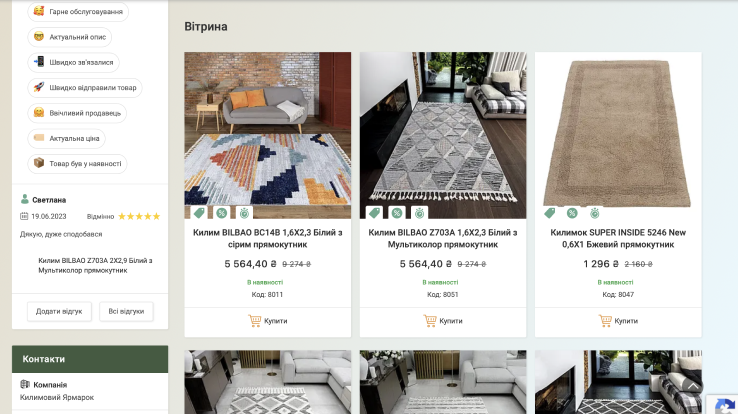 Гарне обслуговування
Актуальний опис
Швидко зв'язалися
Швидко відправили товар
Ввічливий продавець
Актуальна ціна
Товар був у наявності
Светлана
19.06.2023 Відмінно
Дякую, дуже сподобався
Килим BILBAO Z703A 2X2,9 Білий з
Мультиколор прямокутник
Додати відгук Всі відгуки
Контакти
Компанія
Килимовий Ярмарок
Вітрина
Килим BILBAO BC14B 1,6X2,3 Білий з
сірим прямокутник
5 564,40 ₴ 9 274 ₴
В наявності
Код: 8011
Купити
Килим BILBAO Z703A 1,6X2,3 Білий з
Мультиколор прямокутник
5 564,40 ₴ 9 274 ₴
В наявності
Код: 8051
Купити
Килимок SUPER INSIDE 5246 New
0,6X1 Бжевий прямокутник
1 296 ₴ 2 160 ₴
В наявності
Код: 8047
Купити